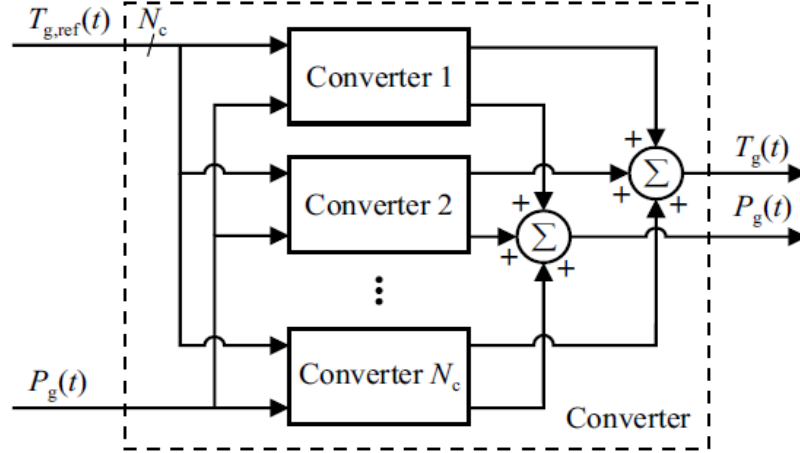 T_g,ref(t) N_c
Converter 1
+
Σ
T_g(t)
+
+
Converter 2
+
Σ
P_g(t)
+
+
Converter N_c
P_g(t)
Converter